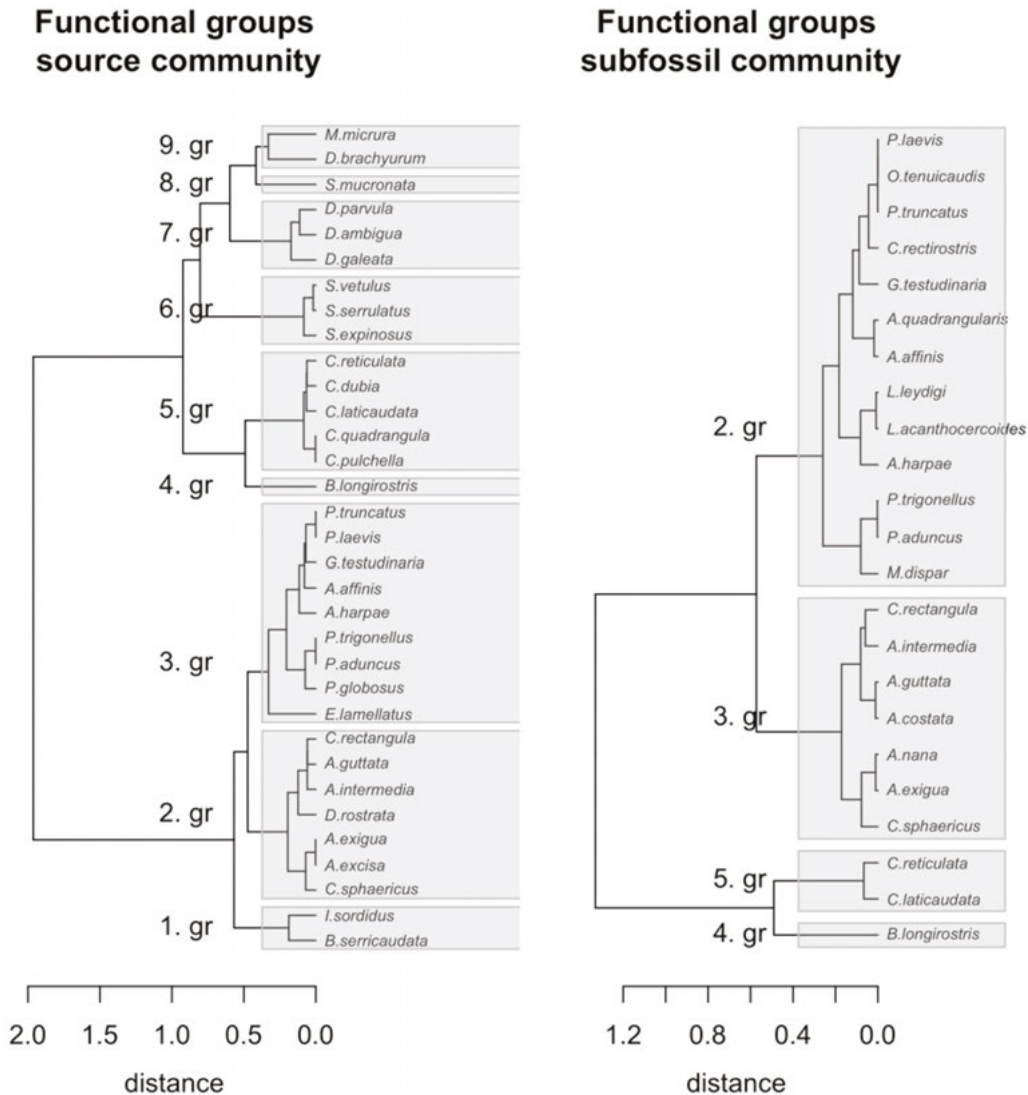 Functional groups
source community
9. gr
M.micrura
D.brachyurum
8. gr
S.mucronata
7. gr
D.parvula
D.ambigua
D.galeata
6. gr
S.vetulus
S.serrulatus
S.expinosus
5. gr
C.reticulata
C.dubia
C.laticaudata
C.quadrangula
C.pulchella
4. gr
B.longirostris
3. gr
P.truncatus
P.laevis
G.testudinaria
A.affinis
A.harpae
P.trigonellus
P.aduncus
P.globosus
E.lamellatus
2. gr
C.rectangula
A.guttata
A.intermedia
D.rostrata
A.exigua
A.excisa
C.sphaericus
1. gr
I.sordidus
B.serricaudata
2.0 1.5 1.0 0.5 0.0
distance
Functional groups
subfossil community
2. gr
P.laevis
O.tenuicaudis
P.truncatus
C.rectirostris
G.testudinaria
A.quadrangularis
A.affinis
L.leydigi
L.acanthocercoides
A.harpae
P.trigonellus
P.aduncus
M.dispar
3. gr
C.rectangula
A.intermedia
A.guttata
A.costata
A.nana
A.exigua
C.sphaericus
5. gr
C.reticulata
C.laticaudata
4. gr
B.longirostris
1.2 0.8 0.4 0.0
distance